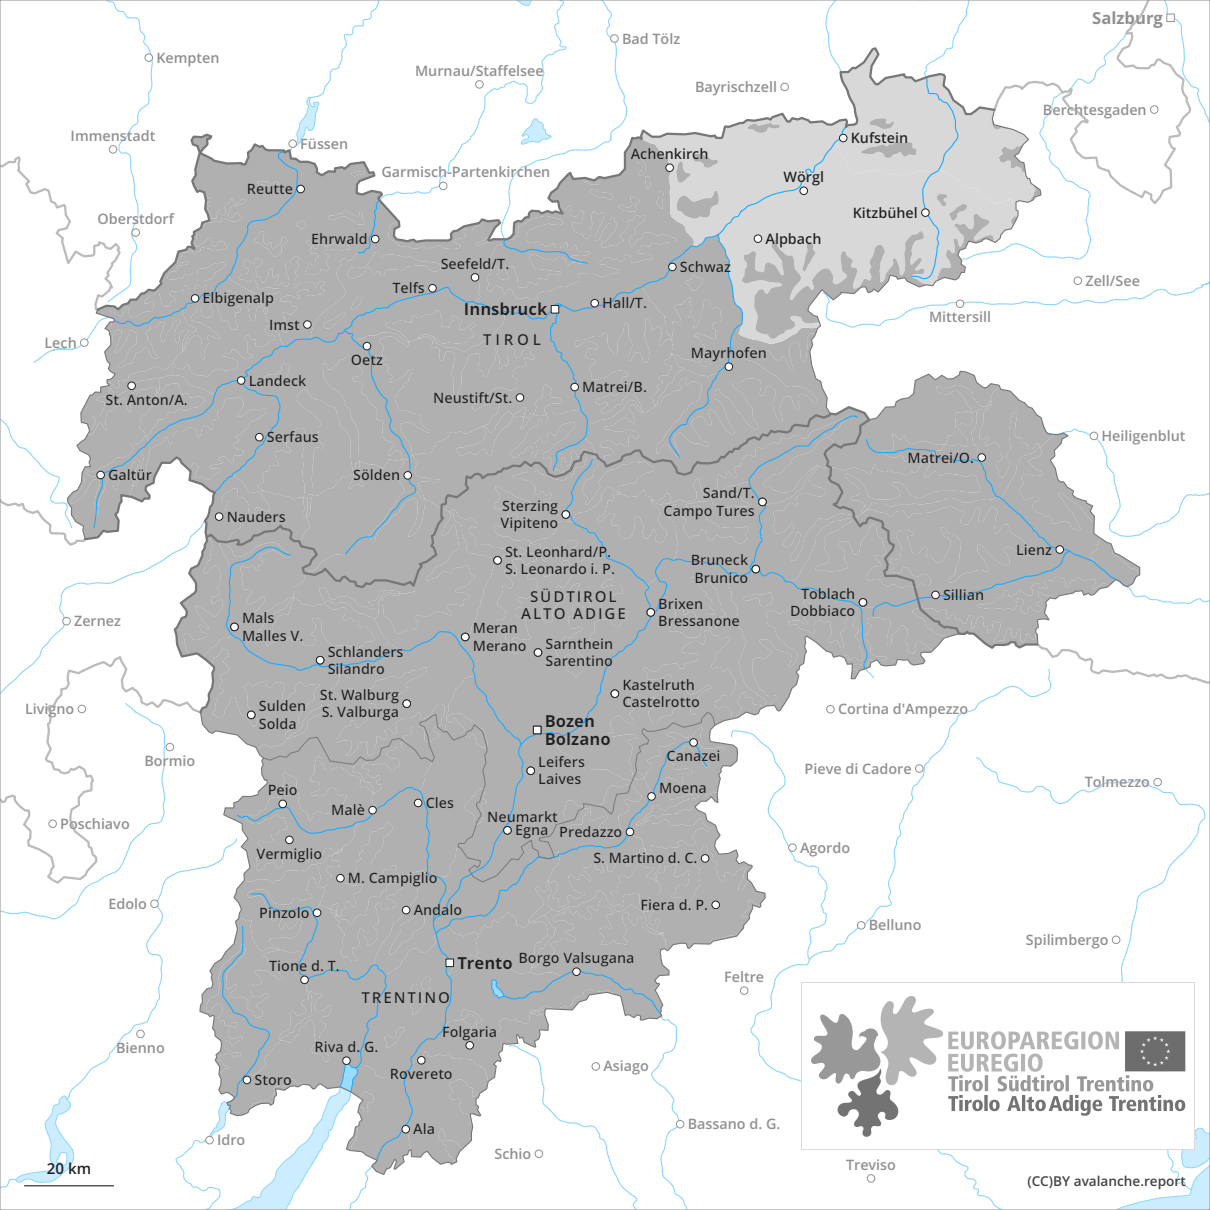 Salzburg
Bad Tölz
Kempten
Murnau/Staffelsee
Bayrischzell
Berchtesgaden
Immenstadt
Füssen
Kufstein
Achenkirch
Garmisch-Partenkirchen
Wörgl
Reutte
Kitzbühel
Oberstdorf
Ehrwald
Alpbach
Seefeld/T.
Schwaz
Zell/See
Telfs
Elbigenalp
Hall/T.
Innsbruck
Mittersill
Imst
TIROL
Lech
Oetz
Mayrhofen
Landeck
Matrei/B.
St. Anton/A.
Neustift/St.
Serfaus
Heiligenblut
Matrei/O.
Galtür
Sölden
Sand/T.
Campo Tures
Sterzing
Vipiteno
Nauders
St. Leonhard/P.
S. Leonardo i. P.
Lienz
Bruneck
Brunico
SÜDTIROL
ALTO ADIGE
Toblach
Dobbiaco
Sillian
Brixen
Bressanone
Zernez
Mals
Malles V.
Meran
Merano
Sarnthein
Sarentino
Schlanders
Silandro
Kastelruth
Castelrotto
St. Walburg
S. Valburga
Livigno
Sulden
Solda
Cortina d'Ampezzo
Bozen
Bolzano
Bormio
Canazei
Leifers
Laives
Pieve di Cadore
Tolmezzo
Peio
Moena
Malè
Cles
Neumarkt
Egna
Poschiavo
Predazzo
Vermiglio
Agordo
S. Martino d. C.
M. Campiglio
Edolo
Pinzolo
Andalo
Fiera d. P.
Belluno
Spilimbergo
Borgo Valsugana
Trento
Tione d. T.
Feltre
TRENTINO
Folgaria
Bienno
Riva d. G.
EUROPAREGION
EUREGIO
Tirol Südtirol Trentino
Tirolo Alto Adige Trentino
Asiago
Rovereto
Storo
Bassano d. G.
Ala
Idro
Schio
Treviso
20 km
(CC)BY avalanche.report